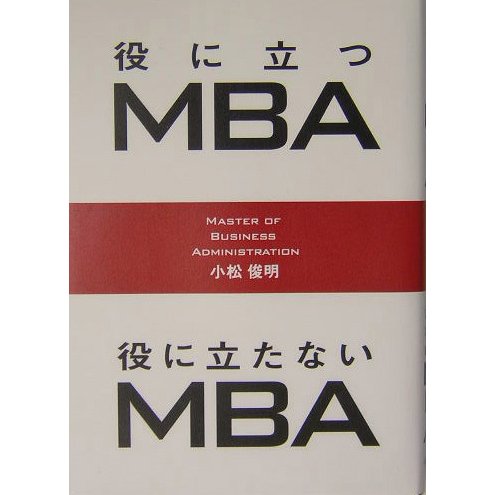 役に立つ
MBA
MASTER OF
BUSINESS
ADMINISTRATION
小松 俊明
役に立たない
MBA